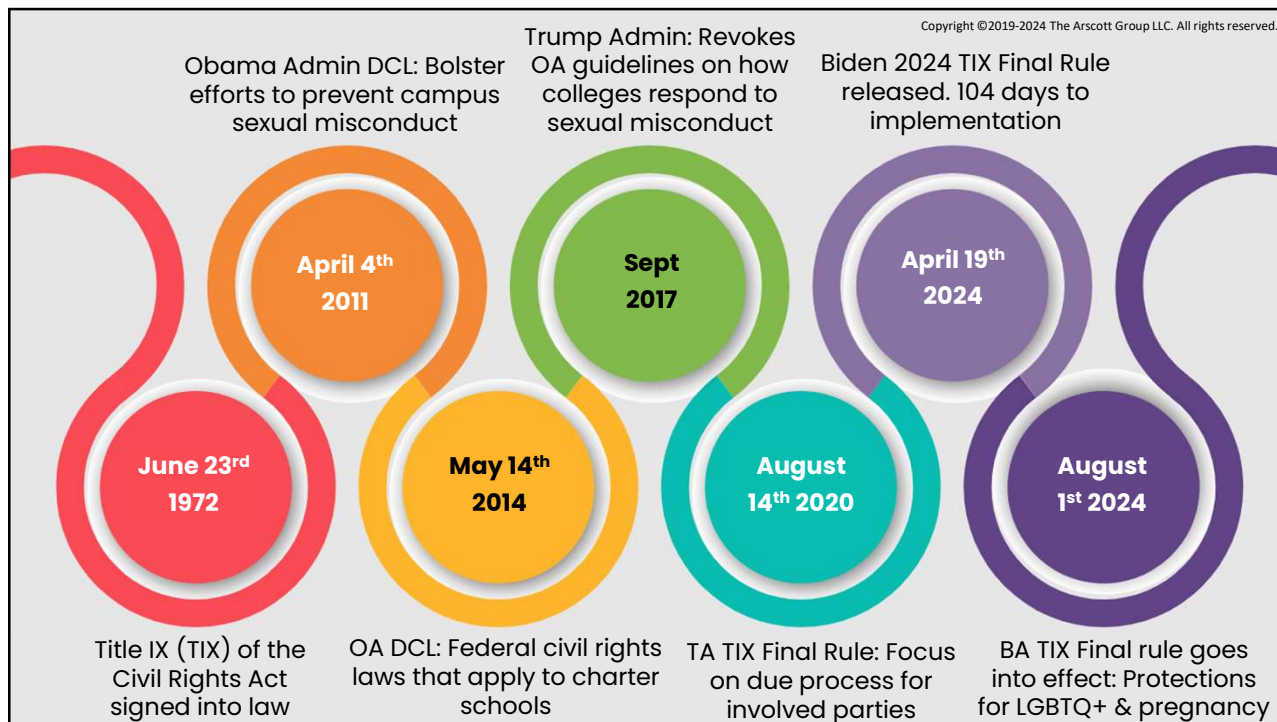 Copyright ©2019-2024 The Arscott Group LLC. All rights reserved.
Obama Admin DCL: Bolster
efforts to prevent campus
sexual misconduct
Trump Admin: Revokes
OA guidelines on how
colleges respond to
sexual misconduct
Biden 2024 TIX Final Rule
released. 104 days to
implementation
April 4th
2011
Sept
2017
April 19th
2024
June 23rd
1972
May 14th
2014
August
14th 2020
August
1st 2024
Title IX (TIX) of the
Civil Rights Act
signed into law
OA DCL: Federal civil rights
laws that apply to charter
schools
TA TIX Final Rule: Focus
on due process for
involved parties
BA TIX Final rule goes
into effect: Protections
for LGBTQ+ & pregnancy